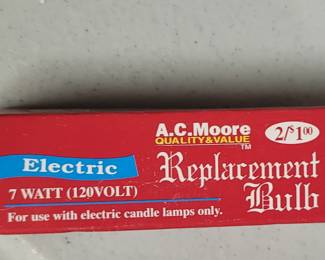 A.C.Moore
QUALITY&VALUE
TM
2/$1.00
Electric
Replacement
Bulb
7 WATT (120VOLT)
For use with electric candle lamps only.